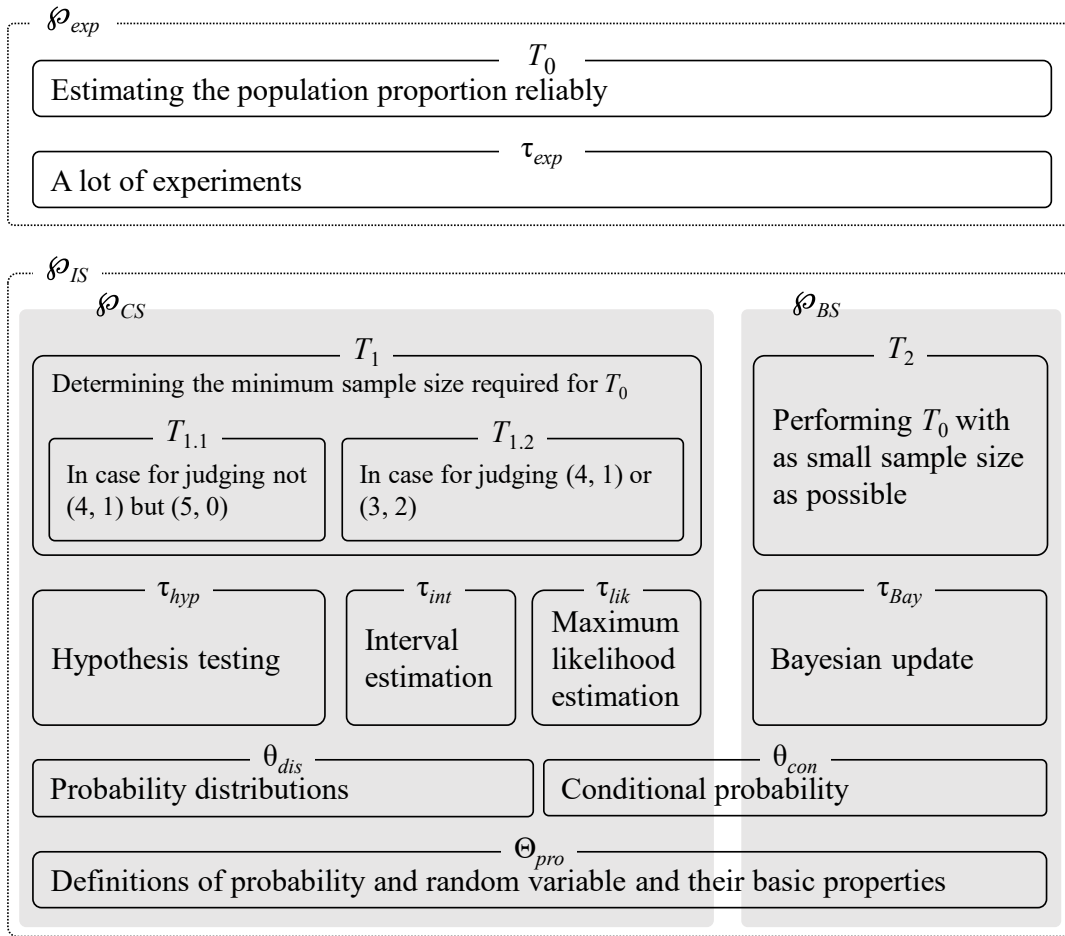 ℘exp
T0
Estimating the population proportion reliably
τexp
A lot of experiments
℘IS
℘CS
T1
Determining the minimum sample size required for T0
T1.1
In case for judging not
(4, 1) but (5, 0)
T1.2
In case for judging (4, 1) or
(3, 2)
℘BS
T2
Performing T0 with
as small sample size
as possible
τhyp
Hypothesis testing
τint
Interval
estimation
τlik
Maximum
likelihood
estimation
τBay
Bayesian update
θdis
Probability distributions
θcon
Conditional probability
Θpro
Definitions of probability and random variable and their basic properties